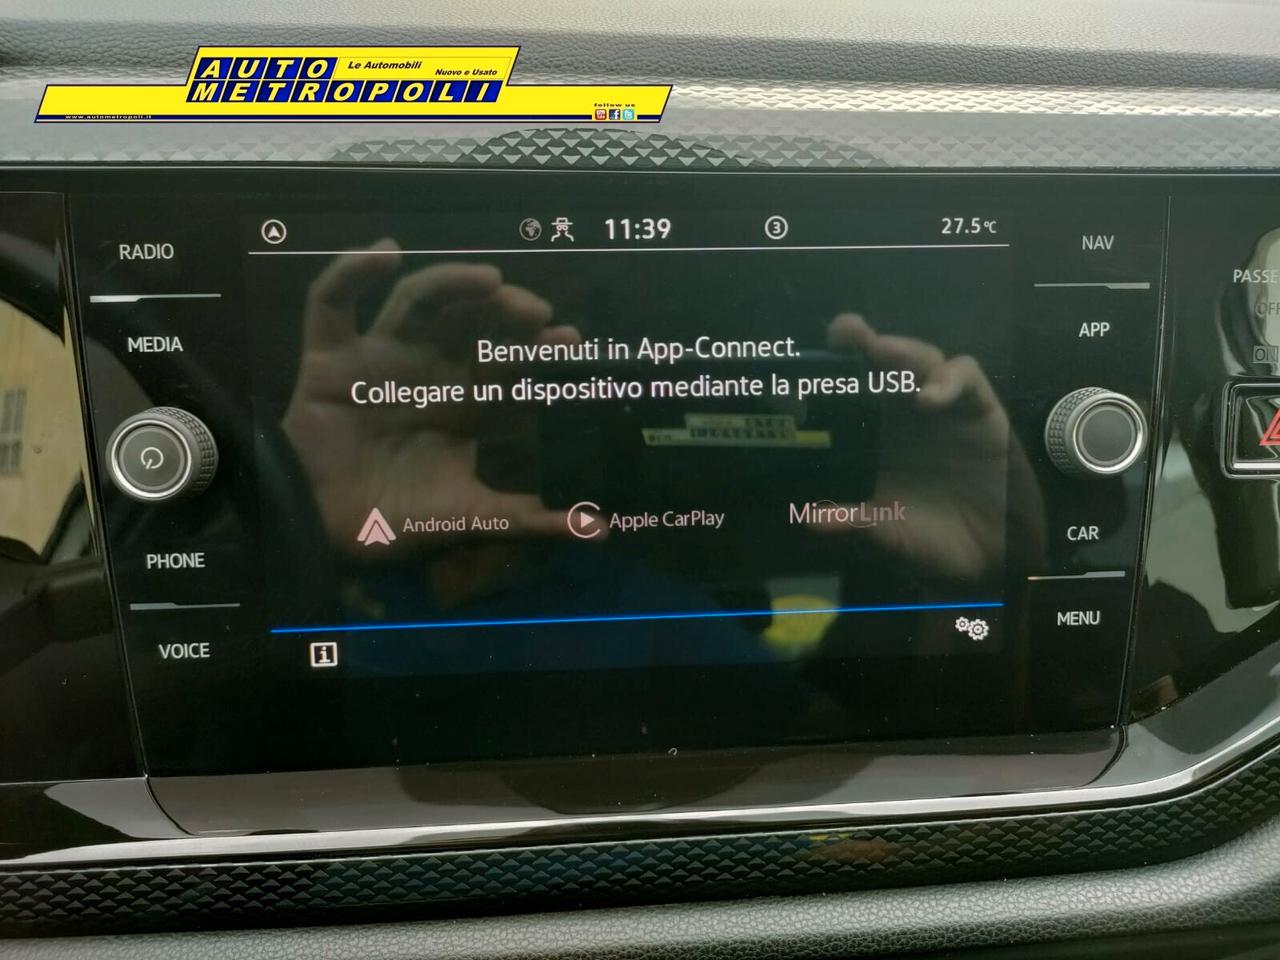 AUTO
METROPOLI
Le Automobili
Nuovo e Usato
follow us
www.autometropoli.it
11:39
3
27.5°C
RADIO
MEDIA
PHONE
VOICE
Benvenuti in App-Connect.
Collegare un dispositivo mediante la presa USB.
Android Auto
Apple CarPlay
MirrorLink
i
NAV
APP
CAR
MENU
PASSE
OFF
ON